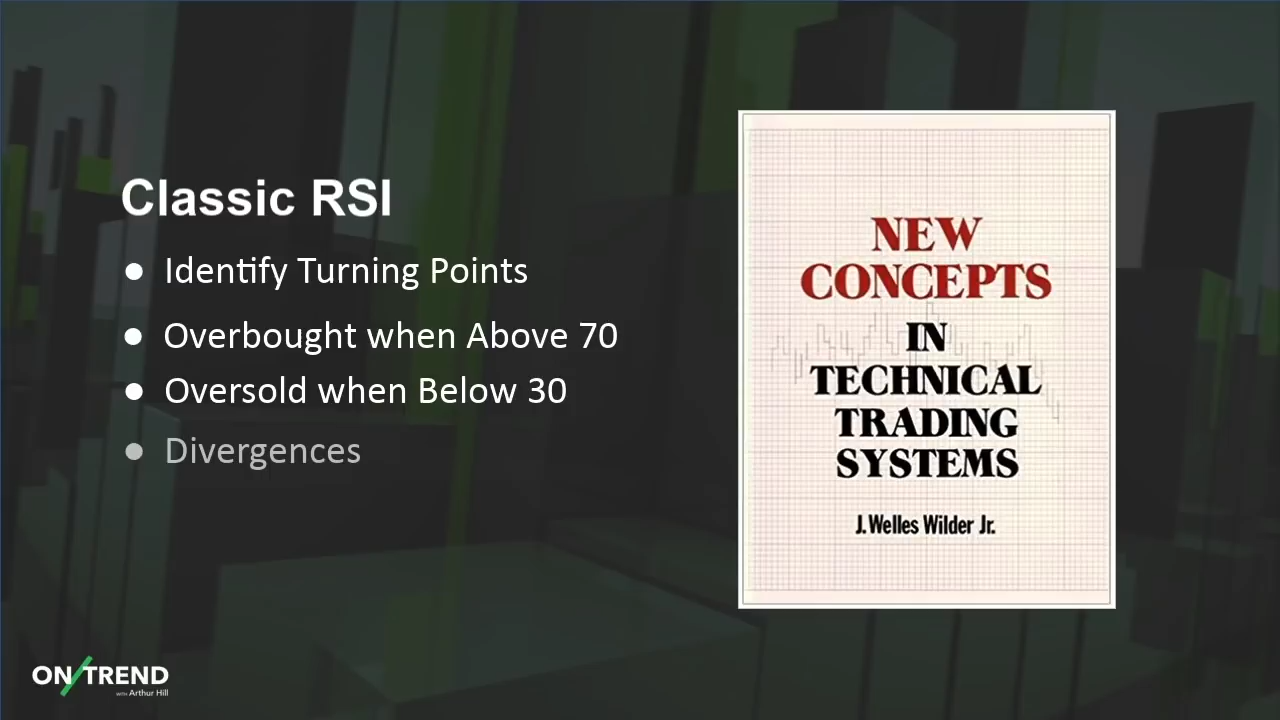 Classic RSI
● Identify Turning Points
● Overbought when Above 70
● Oversold when Below 30
● Divergences
NEW
CONCEPTS
IN
TECHNICAL
TRADING
SYSTEMS
J. Welles Wilder Jr.
ON/TREND
with Arthur Hill